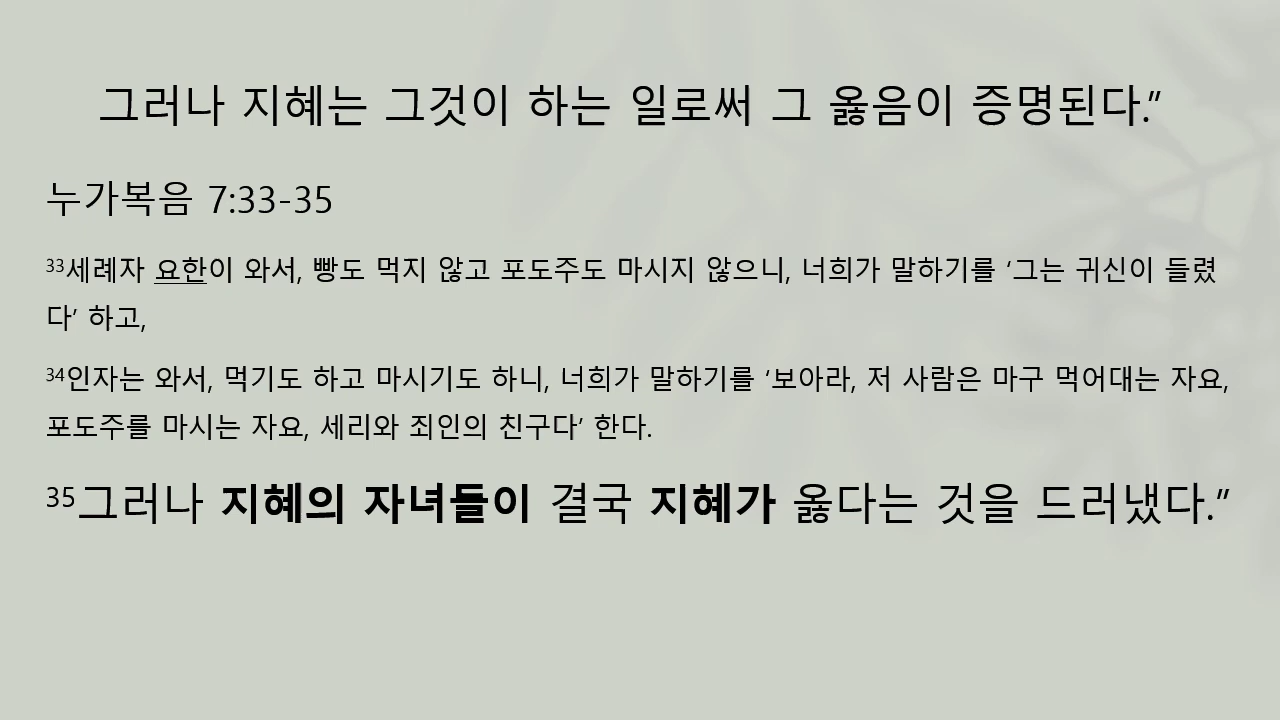 그러나 지혜는 그것이 하는 일로써 그 옳음이 증명된다.”
누가복음 7:33-35
33세례자 요한이 와서, 빵도 먹지 않고 포도주도 마시지 않으니, 너희가 말하기를 ‘그는 귀신이 들렸
다’ 하고,
34인자는 와서, 먹기도 하고 마시기도 하니, 너희가 말하기를 ‘보아라, 저 사람은 마구 먹어대는 자요,
포도주를 마시는 자요, 세리와 죄인의 친구다’ 한다.
35그러나 지혜의 자녀들이 결국 지혜가 옳다는 것을 드러냈다.”